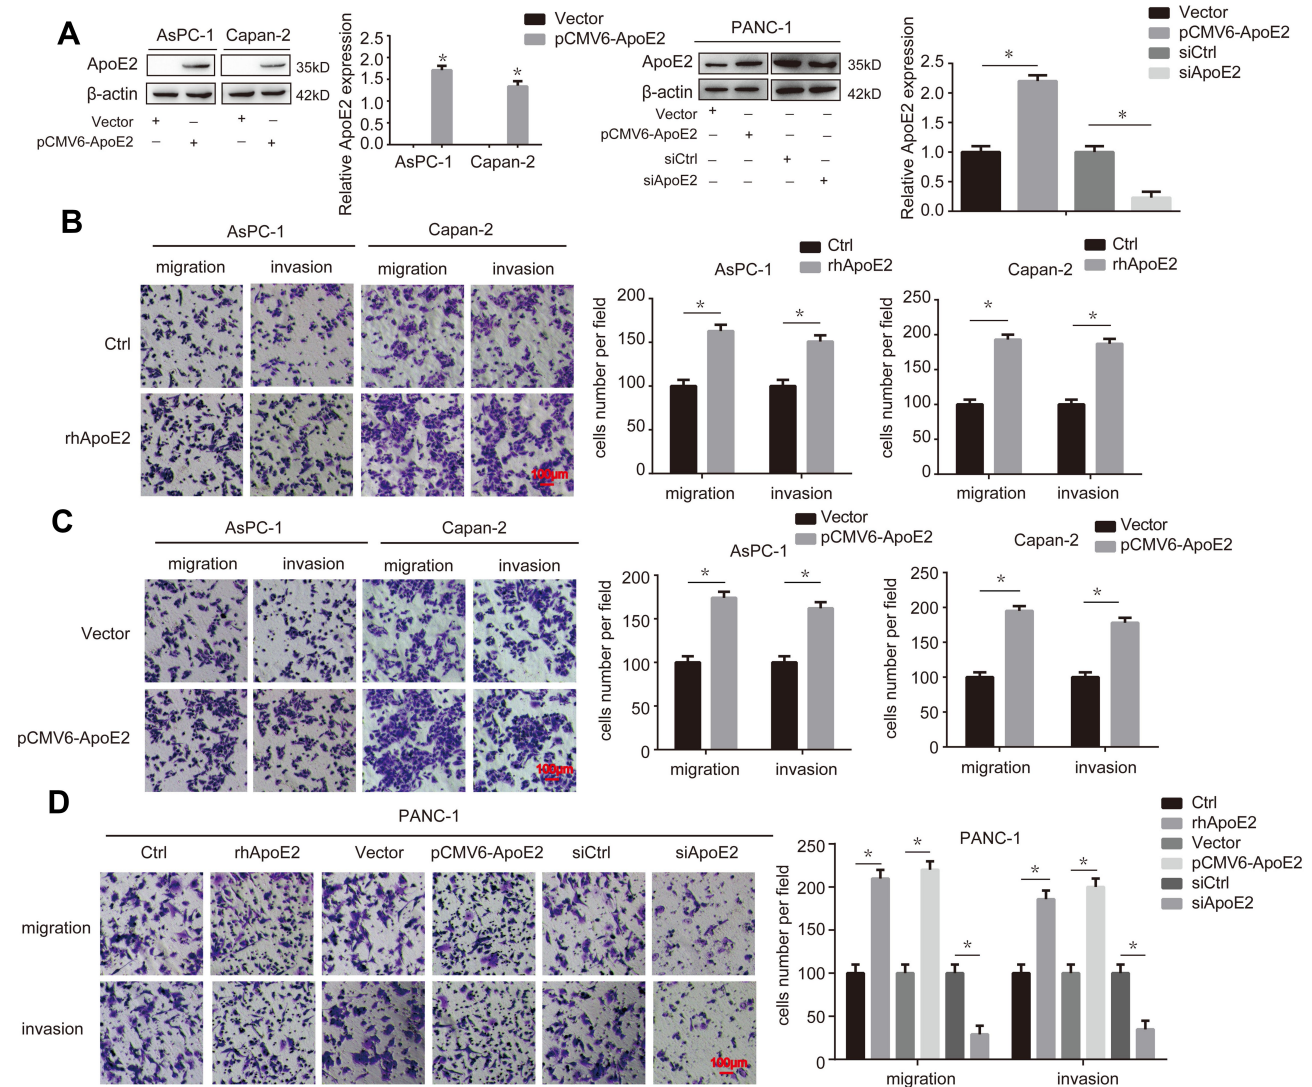 A
AsPC-1 Capan-2
ApoE2 35kD
β-actin 42kD
Vector + – + –
pCMV6-ApoE2 – + – +
Vector
pCMV6-ApoE2
Relative ApoE2 expression
2.5
2.0
1.5
1.0
0.5
0.0
* *
AsPC-1 Capan-2
PANC-1
ApoE2 35kD
β-actin 42kD
Vector + – – –
pCMV6-ApoE2 – + – –
siCtrl – – + –
siApoE2 – – – +
Vector
pCMV6-ApoE2
siCtrl
siApoE2
Relative ApoE2 expression
2.5
2.0
1.5
1.0
0.5
0.0
* *
B
AsPC-1 Capan-2
migration invasion migration invasion
Ctrl
rhApoE2
100μm
AsPC-1
Ctrl
rhApoE2
cells number per field
200
150
100
50
0
* *
migration invasion
Capan-2
Ctrl
rhApoE2
cells number per field
250
200
150
100
50
0
* *
migration invasion
C
AsPC-1 Capan-2
migration invasion migration invasion
Vector
pCMV6-ApoE2
100μm
AsPC-1
Vector
pCMV6-ApoE2
cells number per field
200
150
100
50
0
* *
migration invasion
Capan-2
Vector
pCMV6-ApoE2
cells number per field
250
200
150
100
50
0
* *
migration invasion
D
PANC-1
Ctrl rhApoE2 Vector pCMV6-ApoE2 siCtrl siApoE2
migration
invasion
100μm
PANC-1
Ctrl
rhApoE2
Vector
pCMV6-ApoE2
siCtrl
siApoE2
cells number per field
250
200
150
100
50
0
* * * * * *
migration invasion